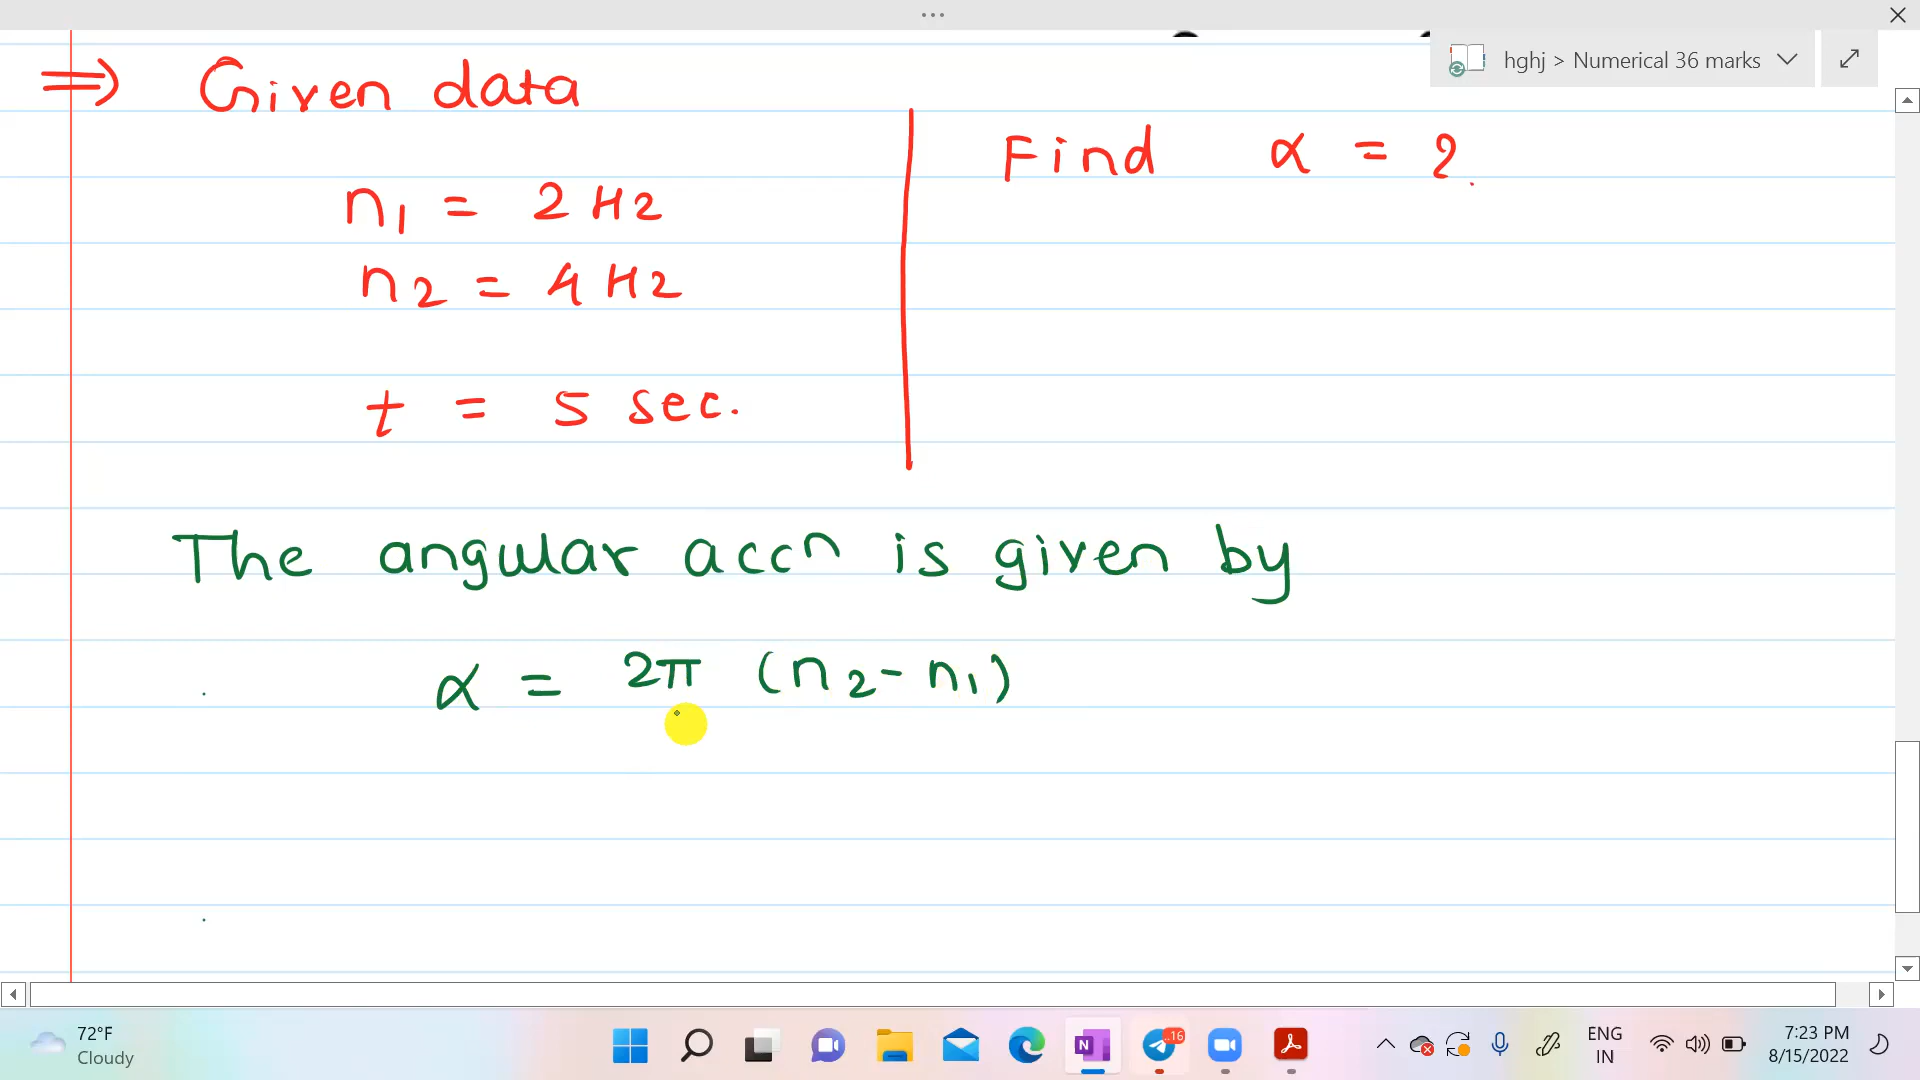 hghj > Numerical 36 marks
⇒ Given data
Find α = ?
n₁ = 2 Hz
n₂ = 4 Hz
t = 5 sec.
The angular accⁿ is given by
α = 2π (n₂ - n₁)
72°F
Cloudy
..16
ENG
IN
7:23 PM
8/15/2022